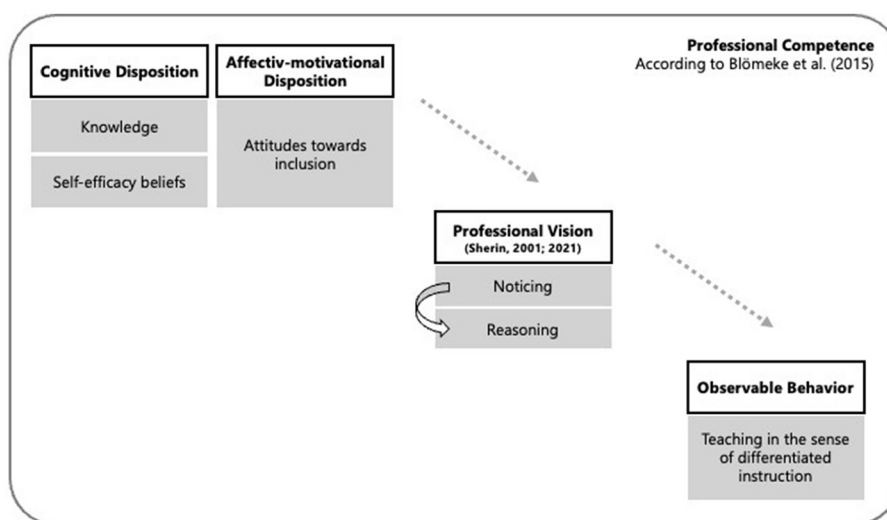 Professional Competence
According to Blömeke et al. (2015)
Cognitive Disposition
Affectiv-motivational
Disposition
Knowledge
Self-efficacy beliefs
Attitudes towards
inclusion
Professional Vision
(Sherin, 2001; 2021)
Noticing
Reasoning
Observable Behavior
Teaching in the sense
of differentiated
instruction